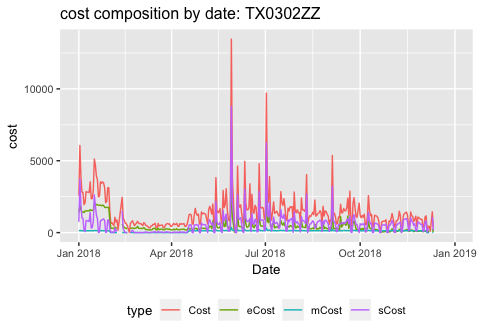 cost composition by date: TX0302ZZ
cost
10000
5000
0
Jan 2018
Apr 2018
Jul 2018
Oct 2018
Jan 2019
Date
type
Cost
eCost
mCost
sCost